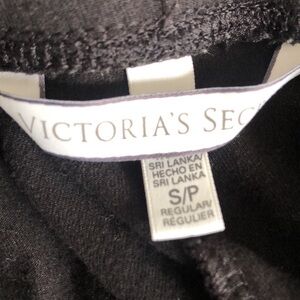 VICTORIA'S SEC
SRI LANKA/
HECHO EN
SRI LANKA
S/P
REGULAR/
RÉGULIER